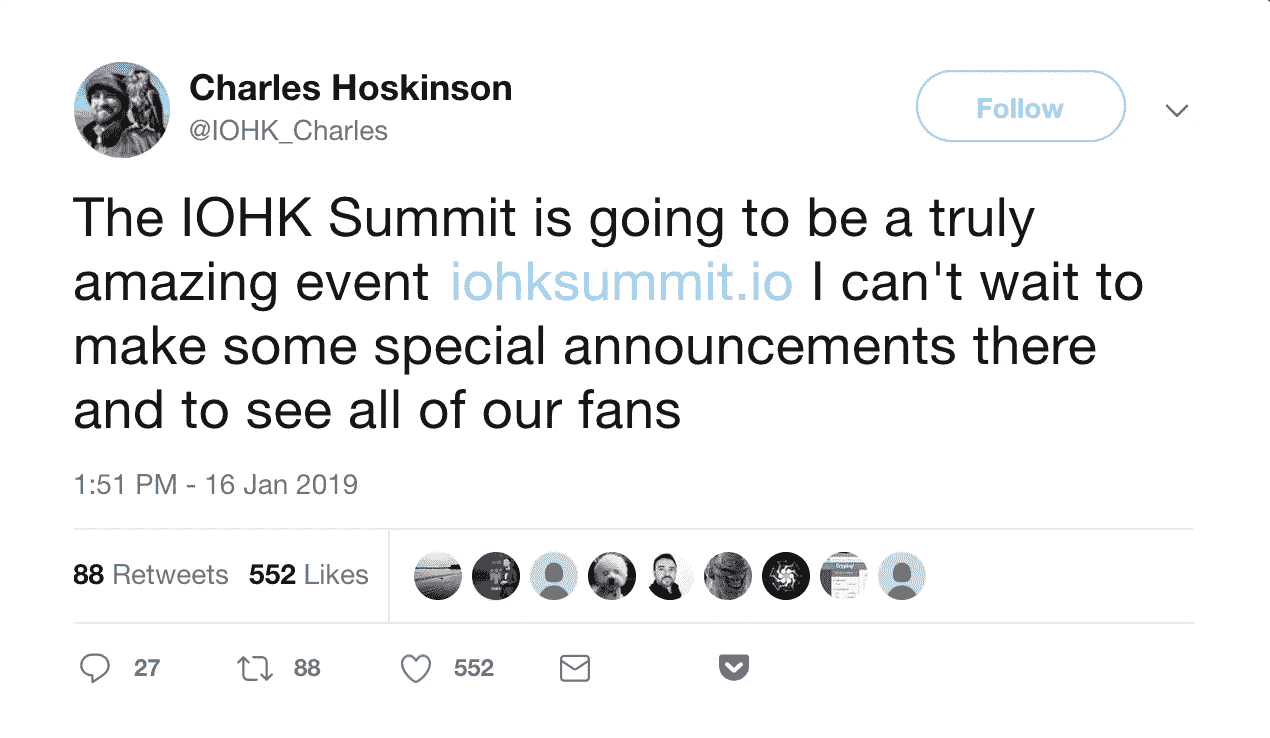 Charles Hoskinson
@IOHK_Charles
Follow
The IOHK Summit is going to be a truly
amazing event iohksummit.io I can't wait to
make some special announcements there
and to see all of our fans
1:51 PM - 16 Jan 2019
88 Retweets 552 Likes
27 88 552